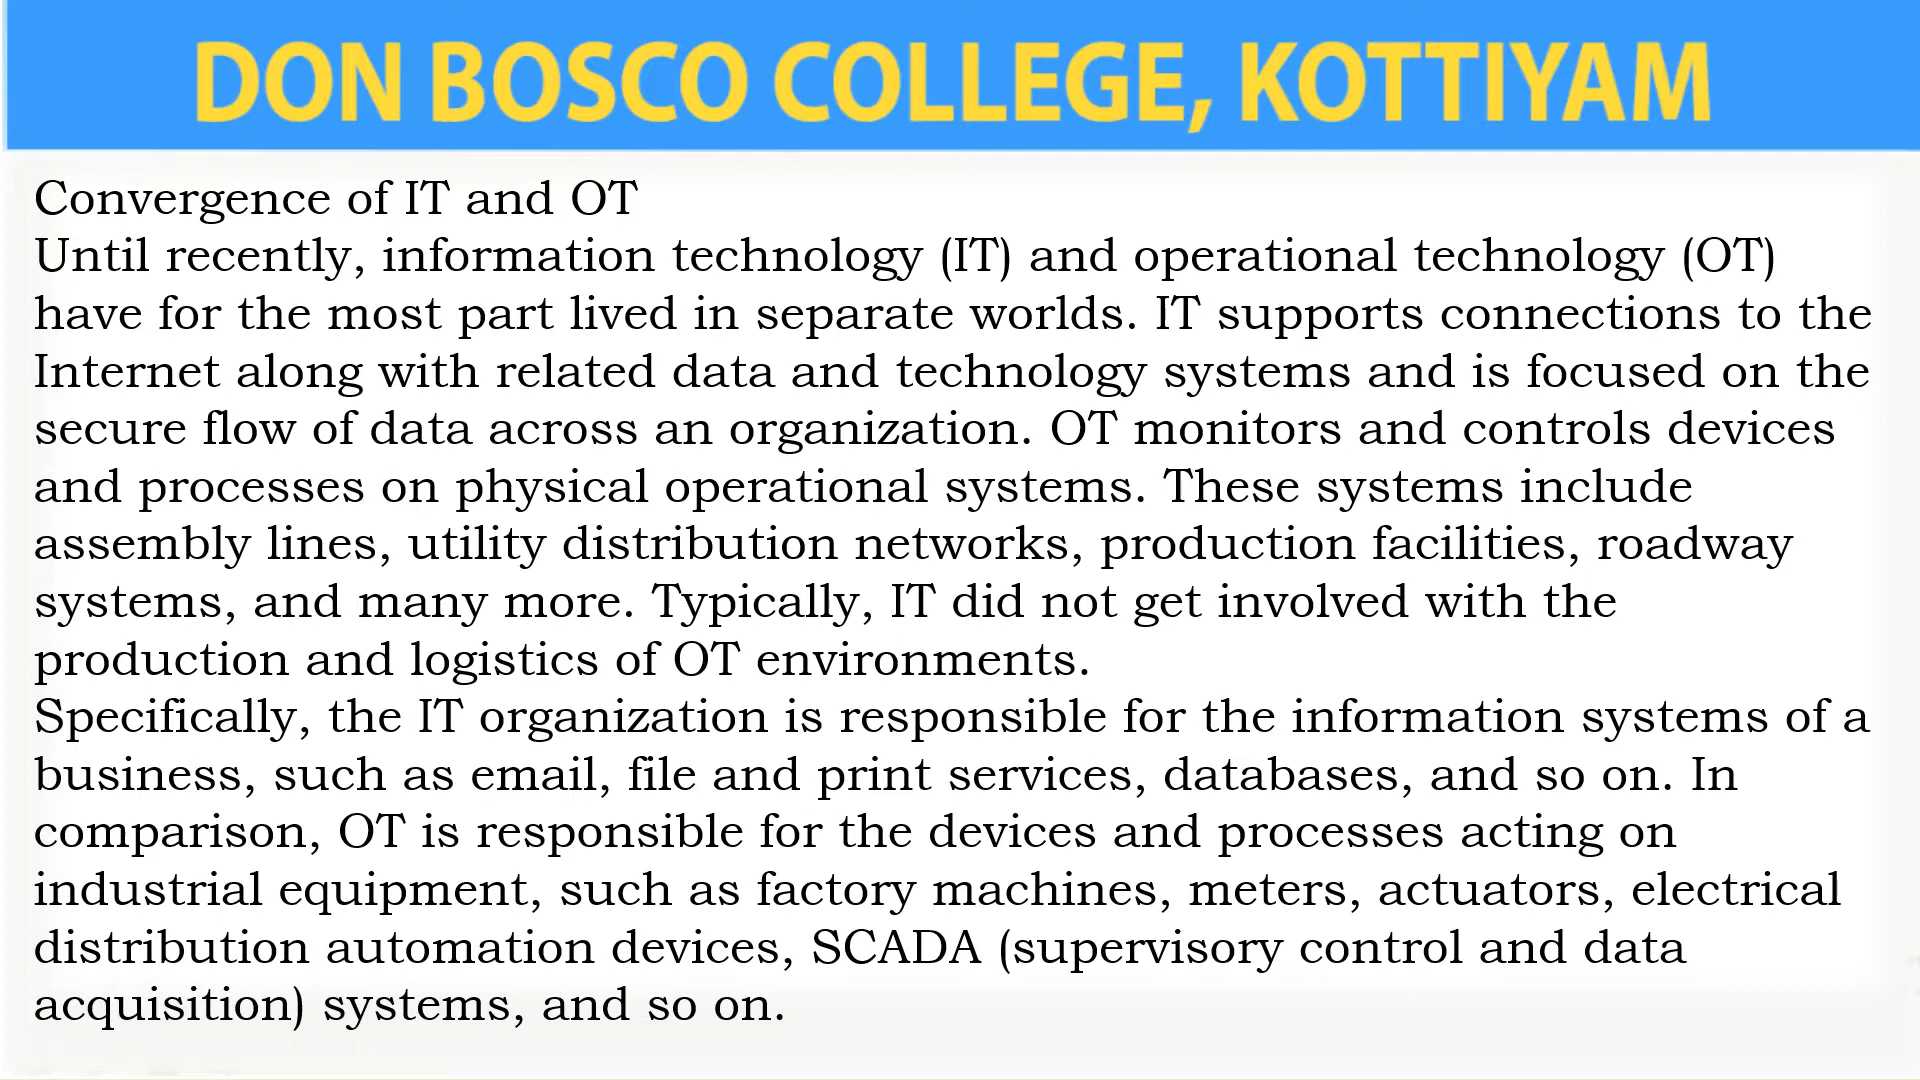 DON BOSCO COLLEGE, KOTTIYAM
Convergence of IT and OT
Until recently, information technology (IT) and operational technology (OT)
have for the most part lived in separate worlds. IT supports connections to the
Internet along with related data and technology systems and is focused on the
secure flow of data across an organization. OT monitors and controls devices
and processes on physical operational systems. These systems include
assembly lines, utility distribution networks, production facilities, roadway
systems, and many more. Typically, IT did not get involved with the
production and logistics of OT environments.
Specifically, the IT organization is responsible for the information systems of a
business, such as email, file and print services, databases, and so on. In
comparison, OT is responsible for the devices and processes acting on
industrial equipment, such as factory machines, meters, actuators, electrical
distribution automation devices, SCADA (supervisory control and data
acquisition) systems, and so on.